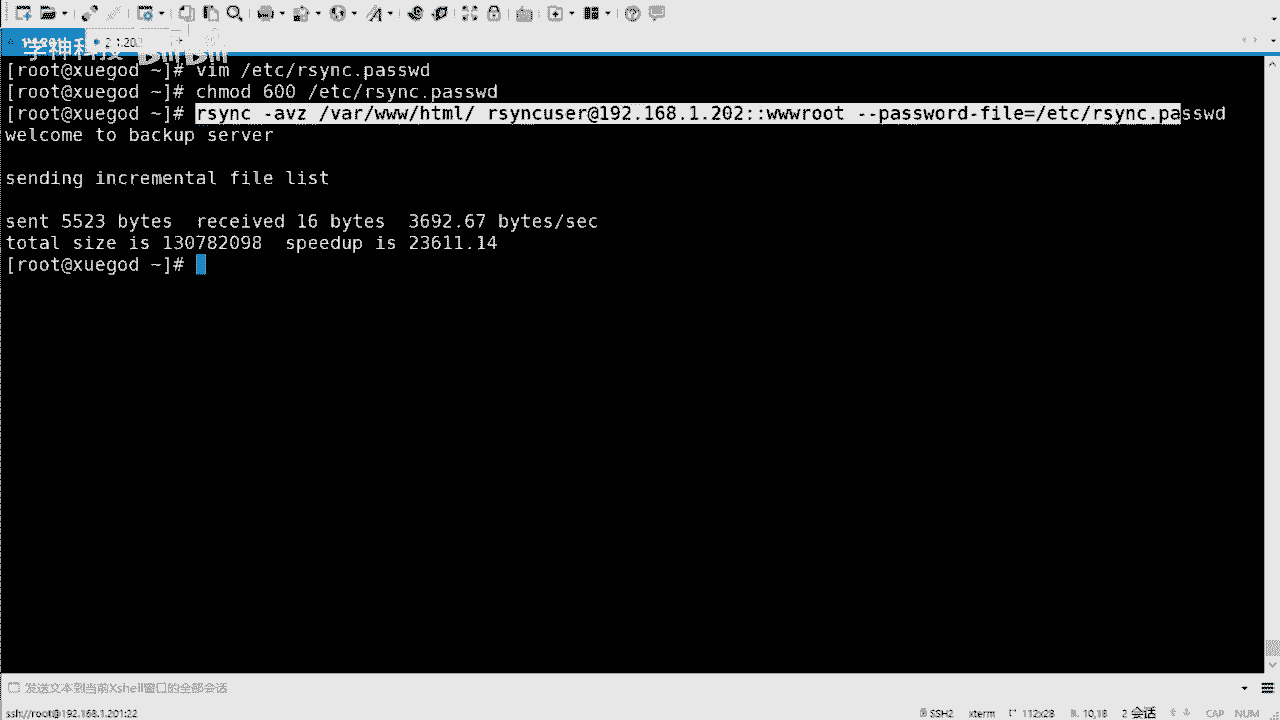 学神科技 bilibili
[root@xuegod ~]# vim /etc/rsync.passwd
[root@xuegod ~]# chmod 600 /etc/rsync.passwd
[root@xuegod ~]# rsync -avz /var/www/html/ rsyncuser@192.168.1.202::wwwroot --password-file=/etc/rsync.passwd
welcome to backup server
sending incremental file list
sent 5523 bytes  received 16 bytes  3692.67 bytes/sec
total size is 130782098  speedup is 23611.14
[root@xuegod ~]#
发送文本到当前Xshell窗口的全部会话
ssh://root@192.168.1.201:22 SSH2 xterm 112x28 10,18 2 会话 CAP NUM